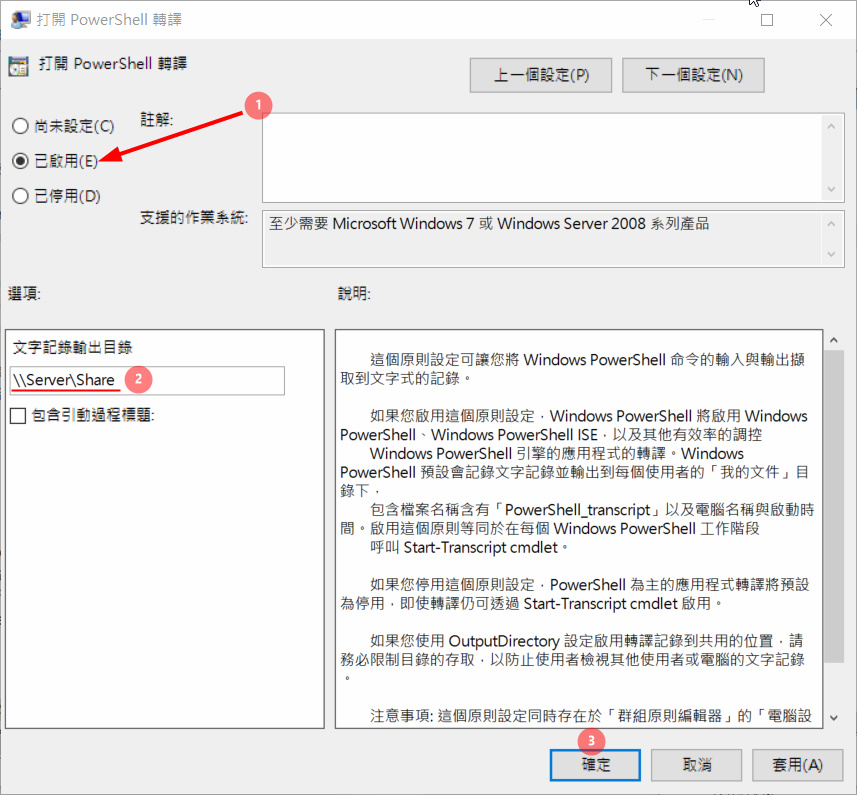 打開 PowerShell 轉譯
打開 PowerShell 轉譯
上一個設定(P)
下一個設定(N)
1
尚未設定(C)
註解:
已啟用(E)
已停用(D)
支援的作業系統:
至少需要 Microsoft Windows 7 或 Windows Server 2008 系列產品
選項:
說明:
文字記錄輸出目錄
\\Server\Share
2
包含引動過程標題:
這個原則設定可讓您將 Windows PowerShell 命令的輸入與輸出擷
取到文字式的記錄。
如果您啟用這個原則設定，Windows PowerShell 將啟用 Windows
PowerShell、Windows PowerShell ISE，以及其他有效率的調控
Windows PowerShell 引擎的應用程式的轉譯。Windows
PowerShell 預設會記錄文字記錄並輸出到每個使用者的「我的文件」目
錄下，
包含檔案名稱含有「PowerShell_transcript」以及電腦名稱與啟動時
間。啟用這個原則等同於在每個 Windows PowerShell 工作階段
呼叫 Start-Transcript cmdlet。
如果您停用這個原則設定，PowerShell 為主的應用程式轉譯將預設
為停用，即使轉譯仍可透過 Start-Transcript cmdlet 啟用。
如果您使用 OutputDirectory 設定啟用轉譯記錄到共用的位置，請
務必限制目錄的存取，以防止使用者檢視其他使用者或電腦的文字記錄
。
注意事項: 這個原則設定同時存在於「群組原則編輯器」的「電腦設
3
確定
取消
套用(A)